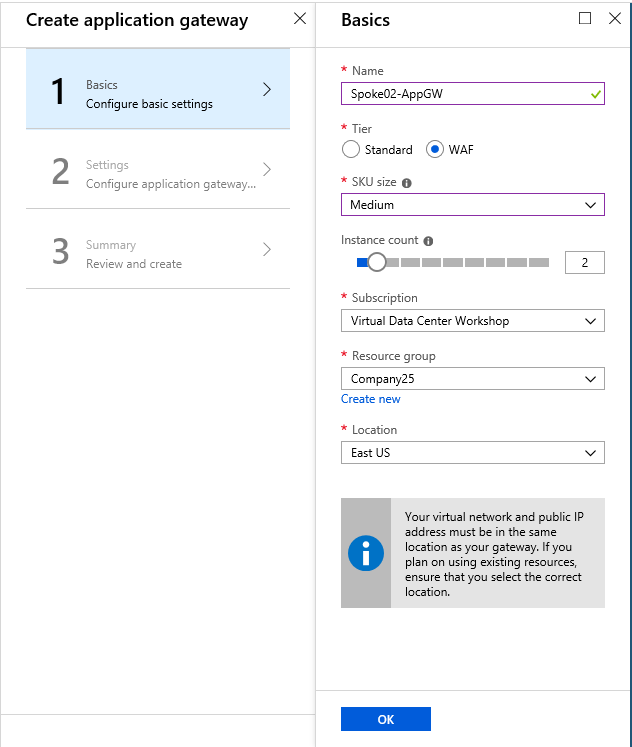 Create application gateway
1
Basics
Configure basic settings
2
Settings
Configure application gateway...
3
Summary
Review and create
Basics
* Name
Spoke02-AppGW
* Tier
Standard
WAF
* SKU size
Medium
Instance count
2
* Subscription
Virtual Data Center Workshop
* Resource group
Company25
Create new
* Location
East US
Your virtual network and public IP
address must be in the same
location as your gateway. If you
plan on using existing resources,
ensure that you select the correct
location.
OK